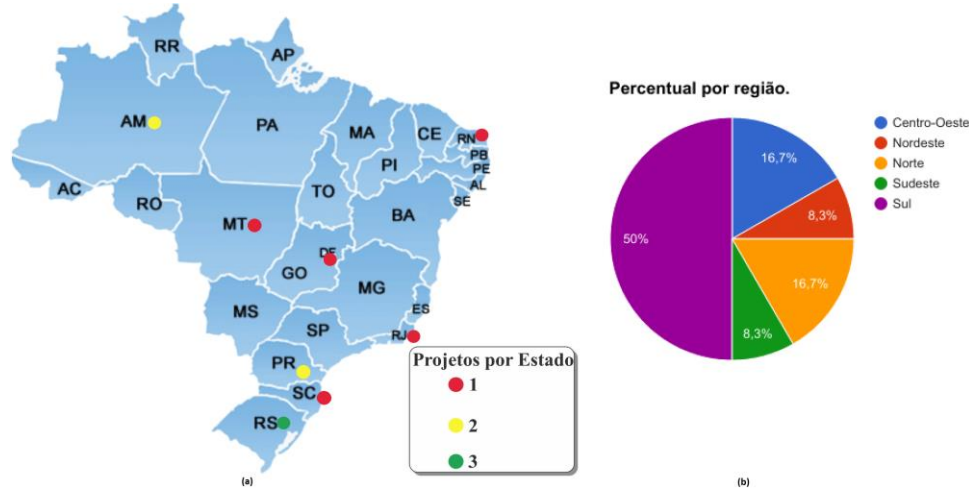 RR
AP
AM
PA
MA
CE
RN
PB
PE
AL
SE
PI
AC
RO
TO
BA
MT
DF
GO
MG
ES
MS
SP
RJ
PR
SC
RS
Projetos por Estado
1
2
3
(a)
Percentual por região.
16,7%
8,3%
16,7%
8,3%
50%
Centro-Oeste
Nordeste
Norte
Sudeste
Sul
(b)